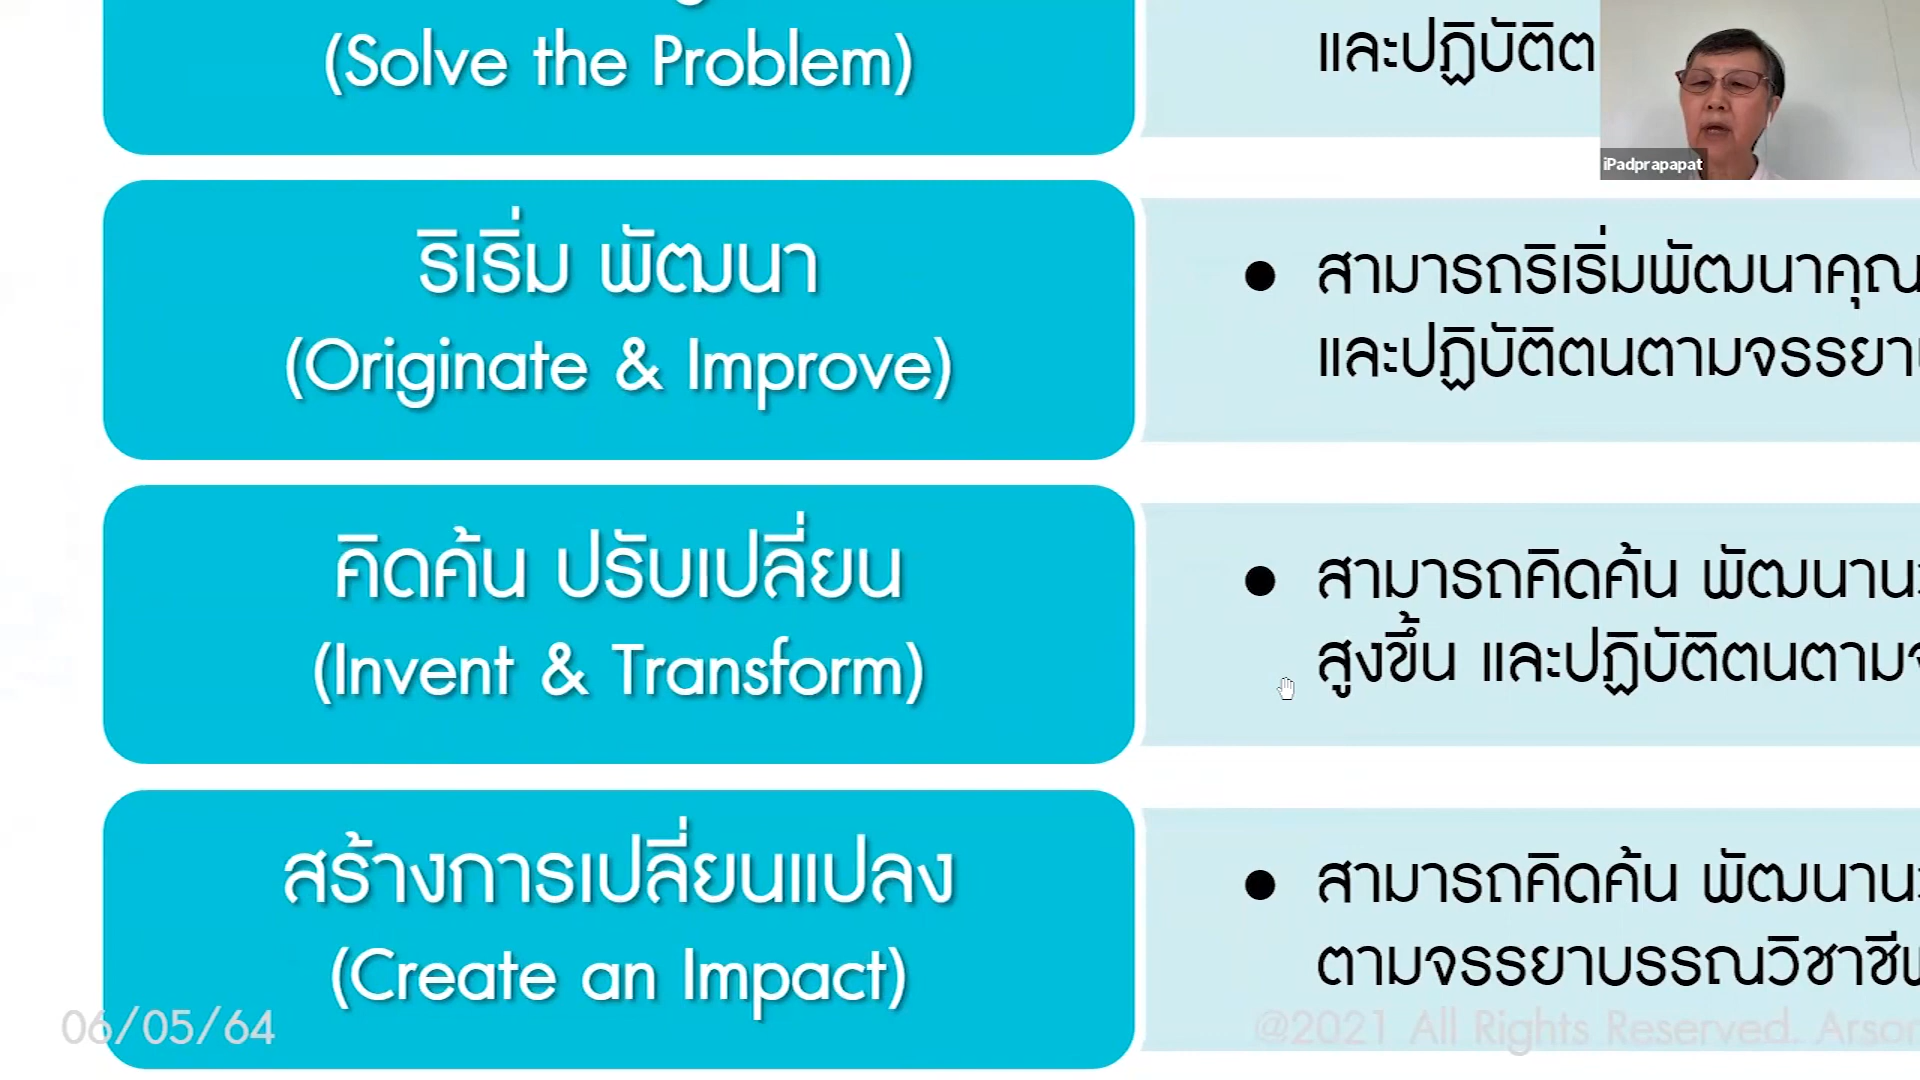 (Solve the Problem)
และปฏิบัติต
iPadprapapat
ริเริ่ม พัฒนา
(Originate & Improve)
สามารถริเริ่มพัฒนาคุณ
และปฏิบัติตนตามจรรยา
คิดค้น ปรับเปลี่ยน
(Invent & Transform)
สามารถคิดค้น พัฒนาน
สูงขึ้น และปฏิบัติตนตาม
สร้างการเปลี่ยนแปลง
(Create an Impact)
สามารถคิดค้น พัฒนาน
ตามจรรยาบรรณวิชาชีพ
06/05/64
@2021 All Rights Reserved. Arsom